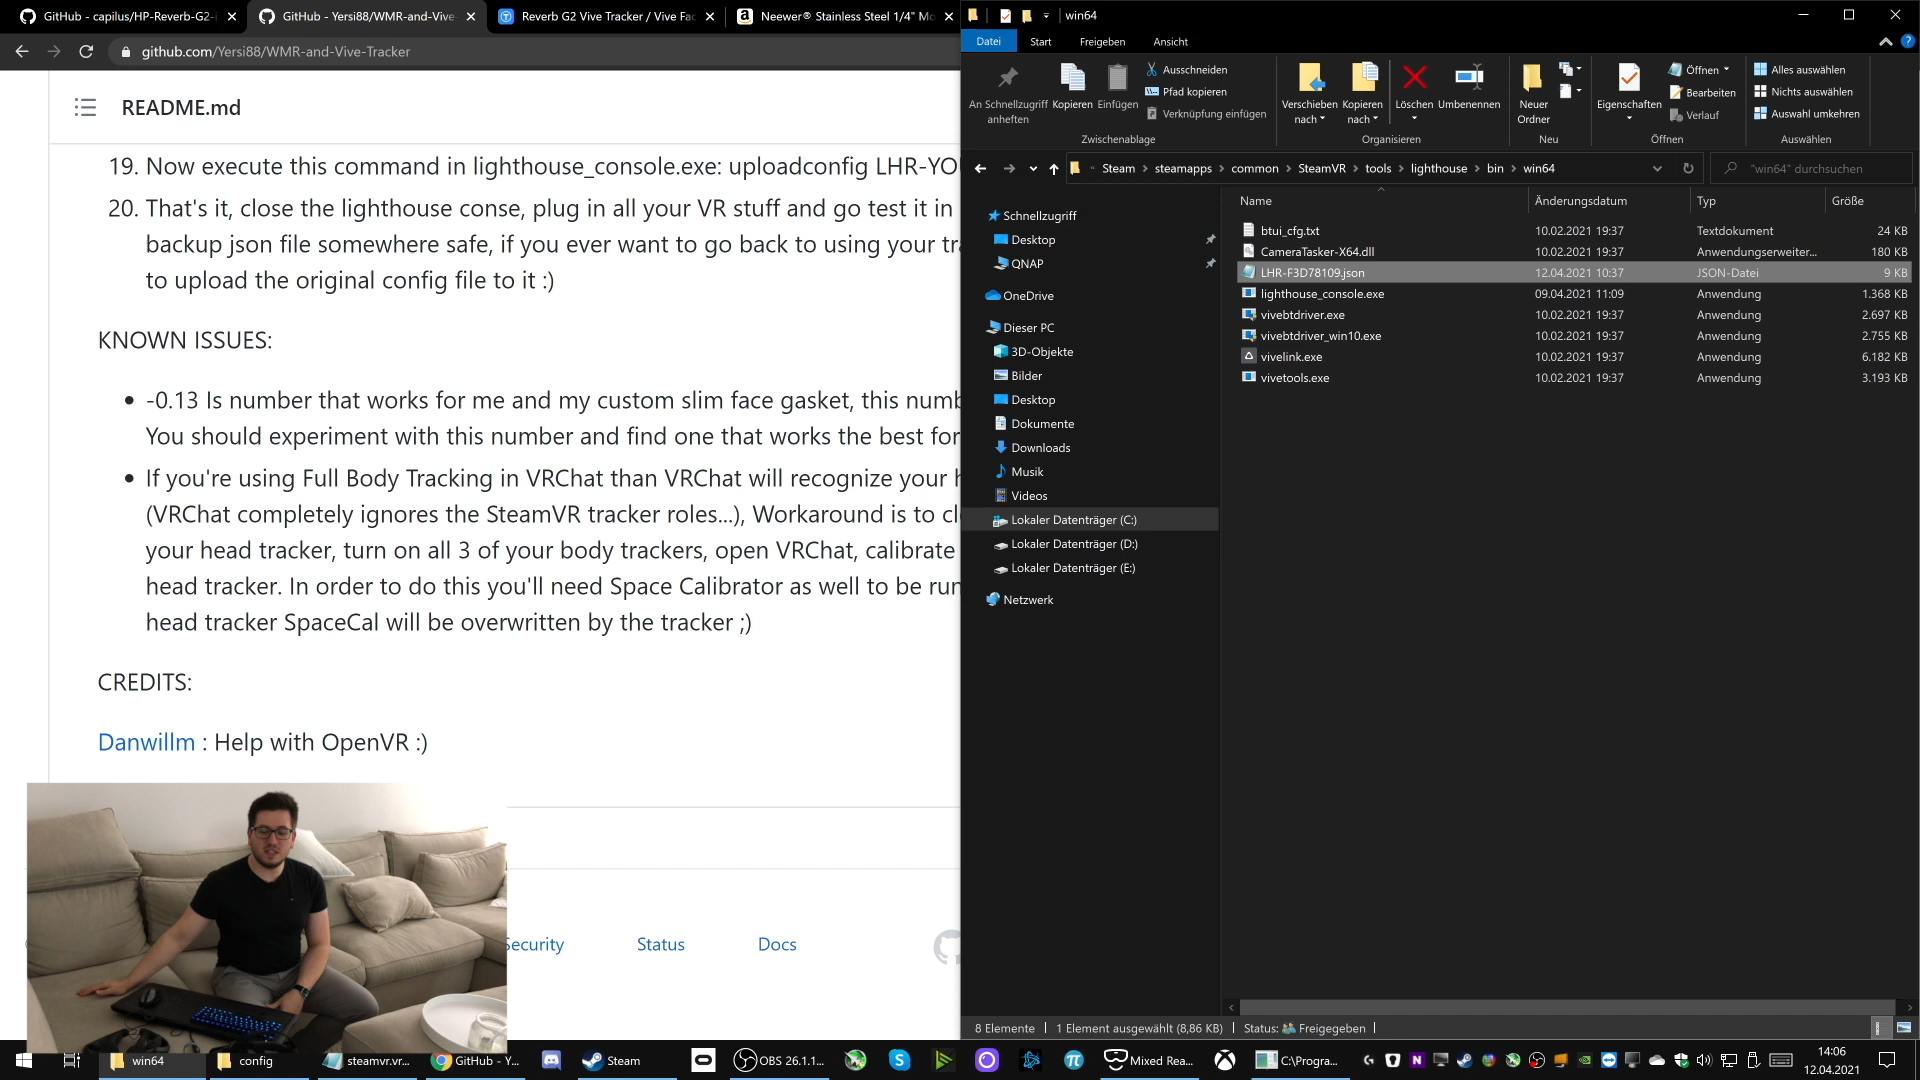 GitHub - capilus/HP-Reverb-G2-i
GitHub - Yersi88/WMR-and-Vive-
Reverb G2 Vive Tracker / Vive Fac
Neewer® Stainless Steel 1/4" Mo
github.com/Yersi88/WMR-and-Vive-Tracker
README.md
19. Now execute this command in lighthouse_console.exe: uploadconfig LHR-YO
20. That's it, close the lighthouse conse, plug in all your VR stuff and go test it in
backup json file somewhere safe, if you ever want to go back to using your tra
to upload the original config file to it :)
KNOWN ISSUES:
-0.13 Is number that works for me and my custom slim face gasket, this numb
You should experiment with this number and find one that works the best for
If you're using Full Body Tracking in VRChat than VRChat will recognize your h
(VRChat completely ignores the SteamVR tracker roles...), Workaround is to cl
your head tracker, turn on all 3 of your body trackers, open VRChat, calibrate
head tracker. In order to do this you'll need Space Calibrator as well to be run
head tracker SpaceCal will be overwritten by the tracker ;)
CREDITS:
Danwillm : Help with OpenVR :)
Security
Status
Docs
win64
Datei
Start
Freigeben
Ansicht
An Schnellzugriff anheften
Kopieren
Einfügen
Ausschneiden
Pfad kopieren
Verknüpfung einfügen
Zwischenablage
Verschieben nach
Kopieren nach
Löschen
Umbenennen
Organisieren
Neuer Ordner
Neu
Eigenschaften
Öffnen
Bearbeiten
Verlauf
Öffnen
Alles auswählen
Nichts auswählen
Auswahl umkehren
Auswählen
Steam > steamapps > common > SteamVR > tools > lighthouse > bin > win64
"win64" durchsuchen
Schnellzugriff
Desktop
QNAP
OneDrive
Dieser PC
3D-Objekte
Bilder
Desktop
Dokumente
Downloads
Musik
Videos
Lokaler Datenträger (C:)
Lokaler Datenträger (D:)
Lokaler Datenträger (E:)
Netzwerk
Name Änderungsdatum Typ Größe
btui_cfg.txt 10.02.2021 19:37 Textdokument 24 KB
CameraTasker-X64.dll 10.02.2021 19:37 Anwendungserweiter... 180 KB
LHR-F3D78109.json 12.04.2021 10:37 JSON-Datei 9 KB
lighthouse_console.exe 09.04.2021 11:09 Anwendung 1.368 KB
vivebtdriver.exe 10.02.2021 19:37 Anwendung 2.697 KB
vivebtdriver_win10.exe 10.02.2021 19:37 Anwendung 2.755 KB
vivelink.exe 10.02.2021 19:37 Anwendung 6.182 KB
vivetools.exe 10.02.2021 19:37 Anwendung 3.193 KB
8 Elemente
1 Element ausgewählt (8,86 KB)
Status: Freigegeben
win64
config
steamvr.vr...
GitHub - Y...
Steam
OBS 26.1.1...
Mixed Rea...
C:\Progra...
14:06
12.04.2021